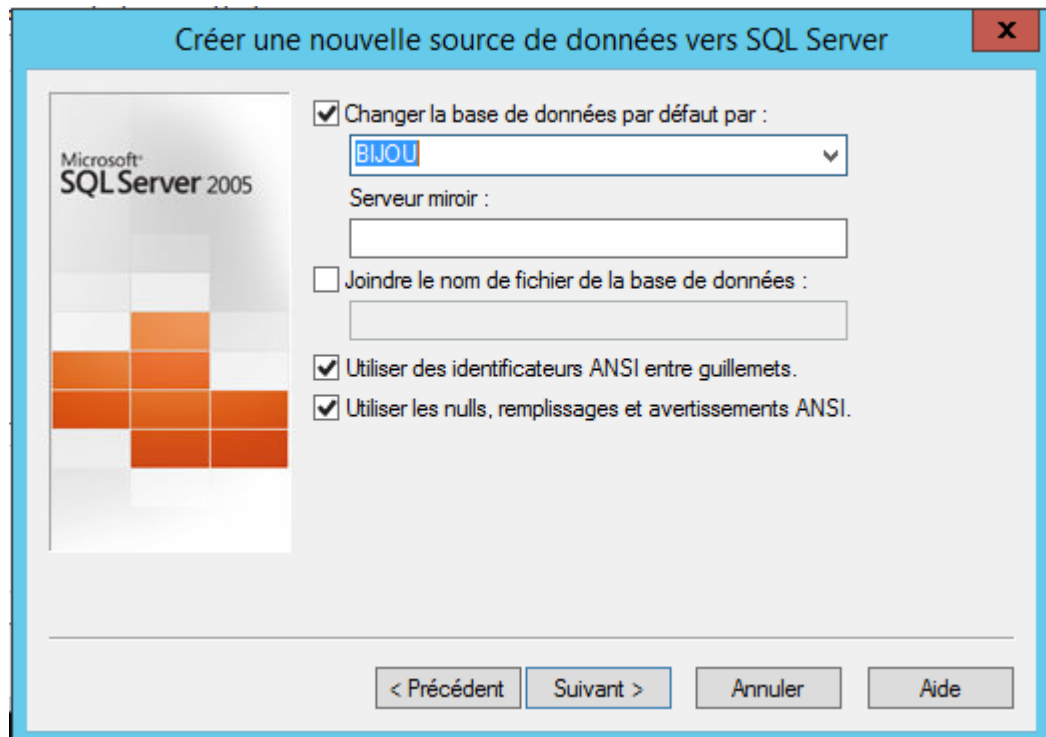 Créer une nouvelle source de données vers SQL Server
x
Microsoft
SQL Server 2005
Changer la base de données par défaut par :
BIJOU
Serveur miroir :
Joindre le nom de fichier de la base de données :
Utiliser des identificateurs ANSI entre guillemets.
Utiliser les nulls, remplissages et avertissements ANSI.
< Précédent
Suivant >
Annuler
Aide